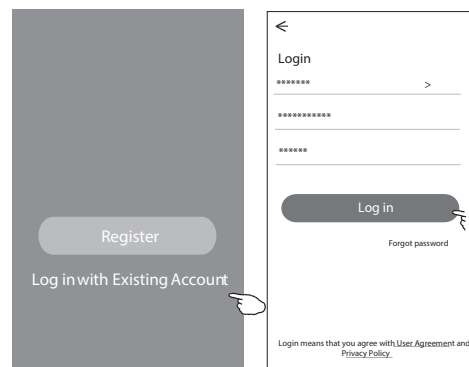 Register
Log in with Existing Account
Login
*******
>
***********
******
Log in
Forgot password
Login means that you agree with User Agreement and
Privacy Policy